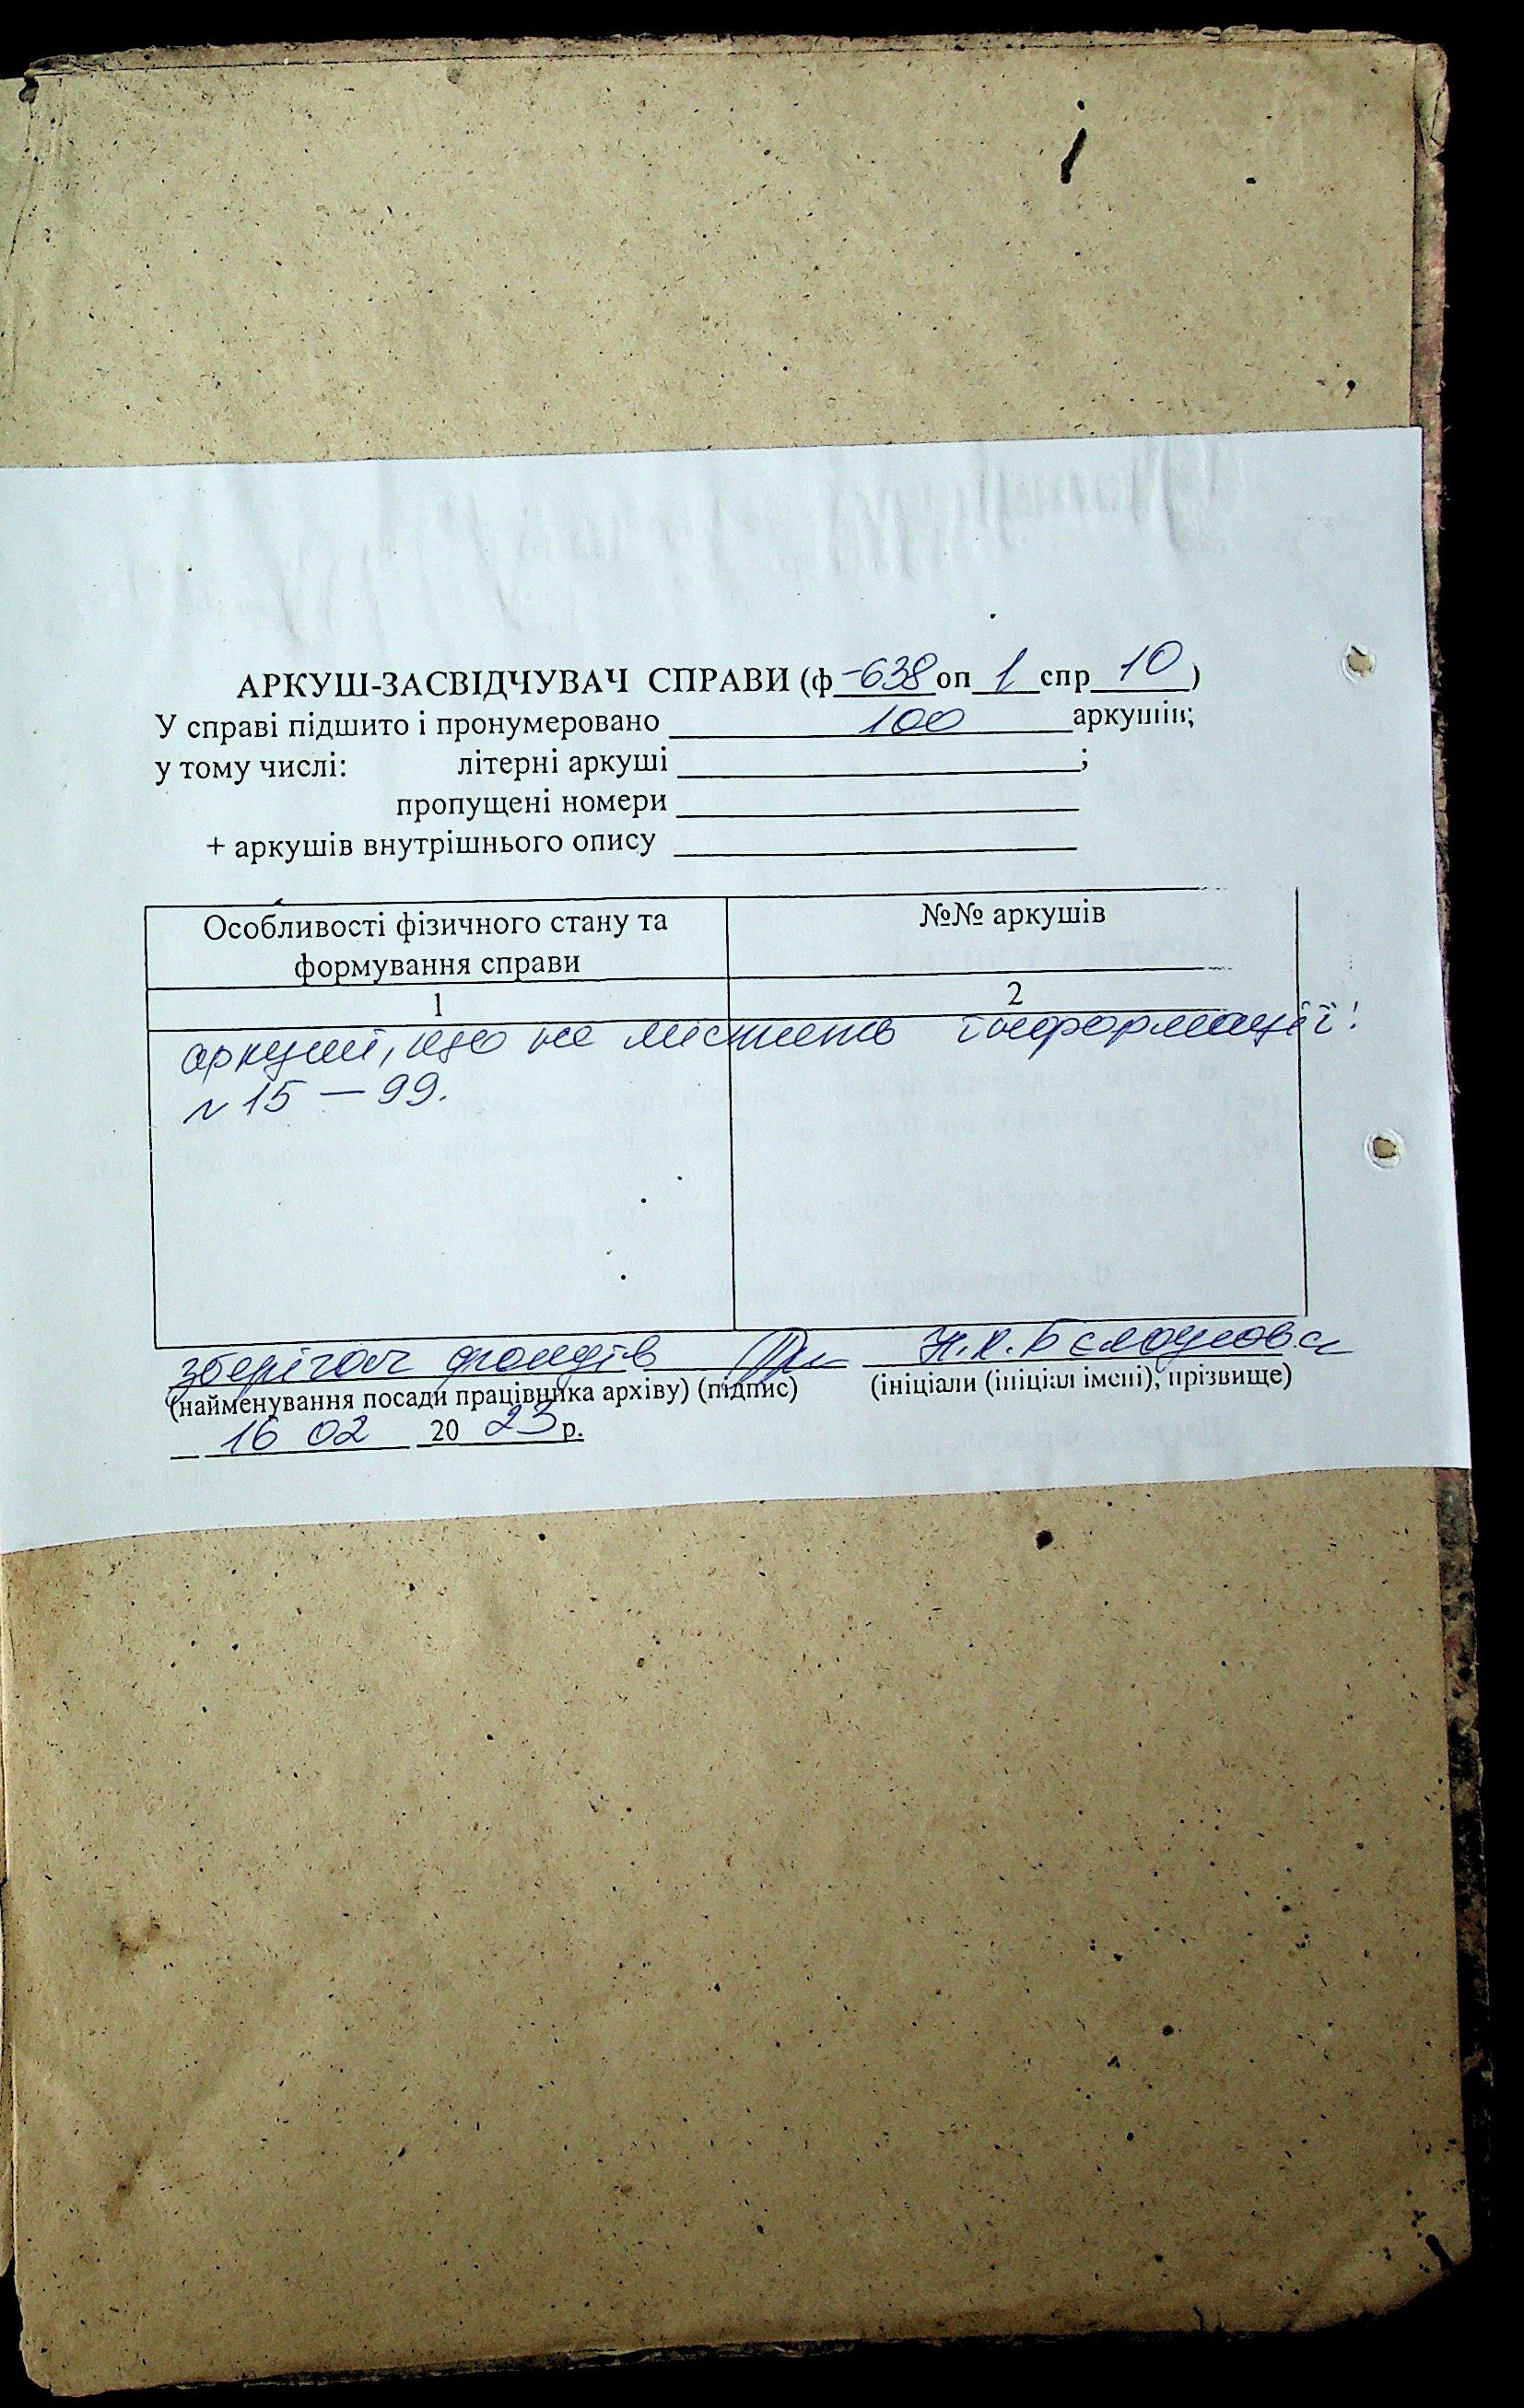 АРКУШ-ЗАСВІДЧУВАЧ СПРАВИ (ф -638 оп 1 спр 10 )
У справі підшито і пронумеровано 100 аркушів;
у тому числі: літерні аркуші ;
пропущені номери
+ аркушів внутрішнього опису
Особливості фізичного стану та формування справи
№№ аркушів
1
2
аркуші, що не містить інформації!
№ 15 – 99.
зберігач фондів Н.О. Бєлоусова
(найменування посади працівника архіву) (підпис) (ініціали (ініціал імені), прізвище)
16 02 20 23 р.